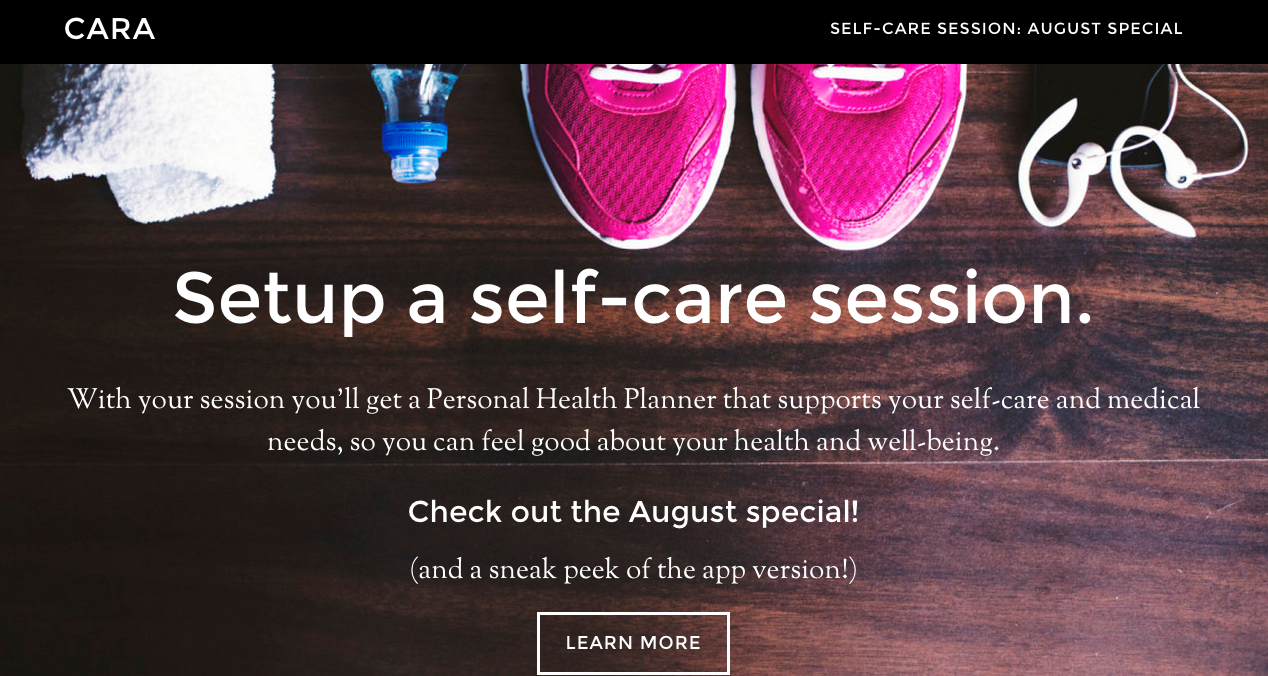 CARA
SELF-CARE SESSION: AUGUST SPECIAL
Setup a self-care session.
With your session you’ll get a Personal Health Planner that supports your self-care and medical
needs, so you can feel good about your health and well-being.
Check out the August special!
(and a sneak peek of the app version!)
LEARN MORE